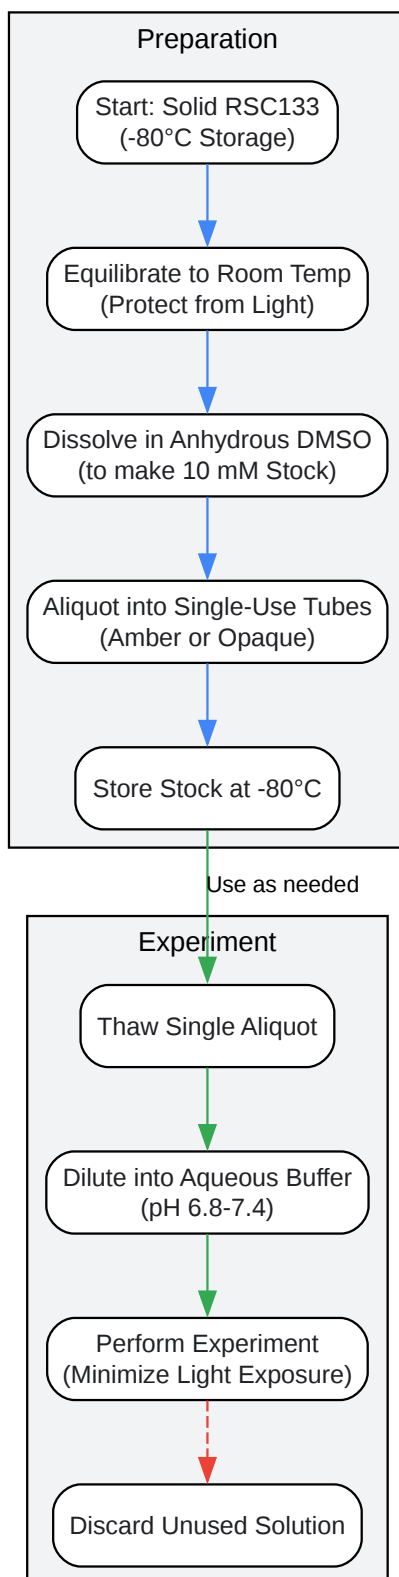 Preparation
Start: Solid RSC133
(-80°C Storage)
Equilibrate to Room Temp
(Protect from Light)
Dissolve in Anhydrous DMSO
(to make 10 mM Stock)
Aliquot into Single-Use Tubes
(Amber or Opaque)
Store Stock at -80°C
Use as needed
Experiment
Thaw Single Aliquot
Dilute into Aqueous Buffer
(pH 6.8-7.4)
Perform Experiment
(Minimize Light Exposure)
Discard Unused Solution